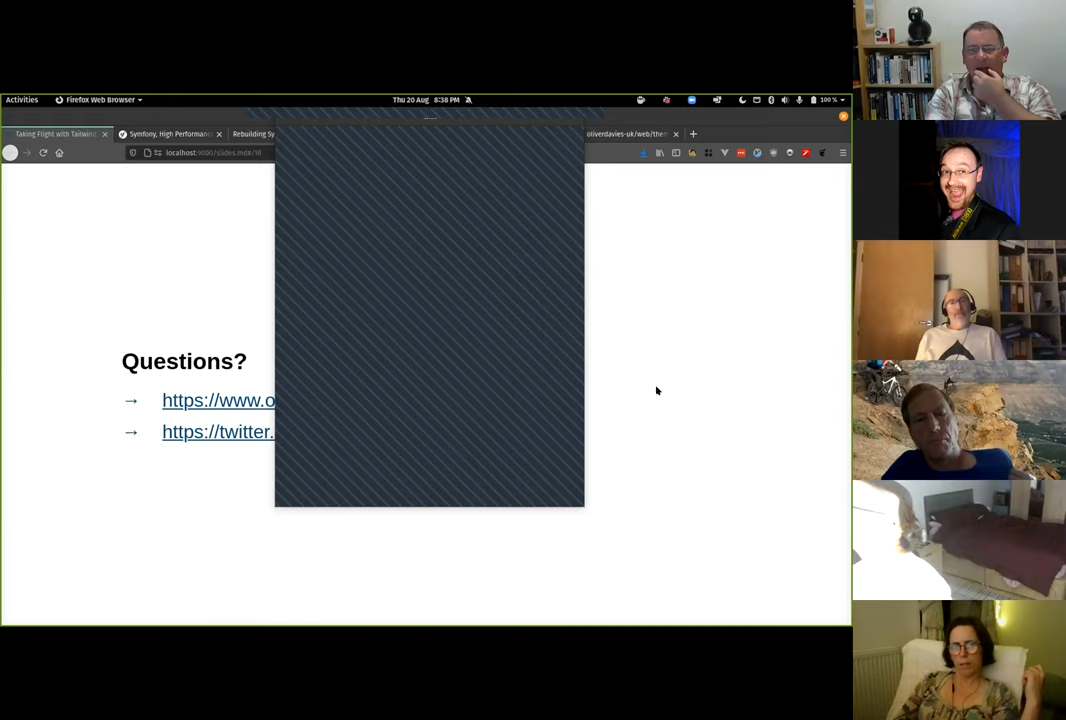 Activities Firefox Web Browser Thu 20 Aug 8:38 PM 100 %
Taking Flight with Tailwind Symfony, High Performance Rebuilding Sy oliverdavies-uk/web/them
localhost:9000/slides.md#/18
Questions?
→ https://www.o
→ https://twitter.